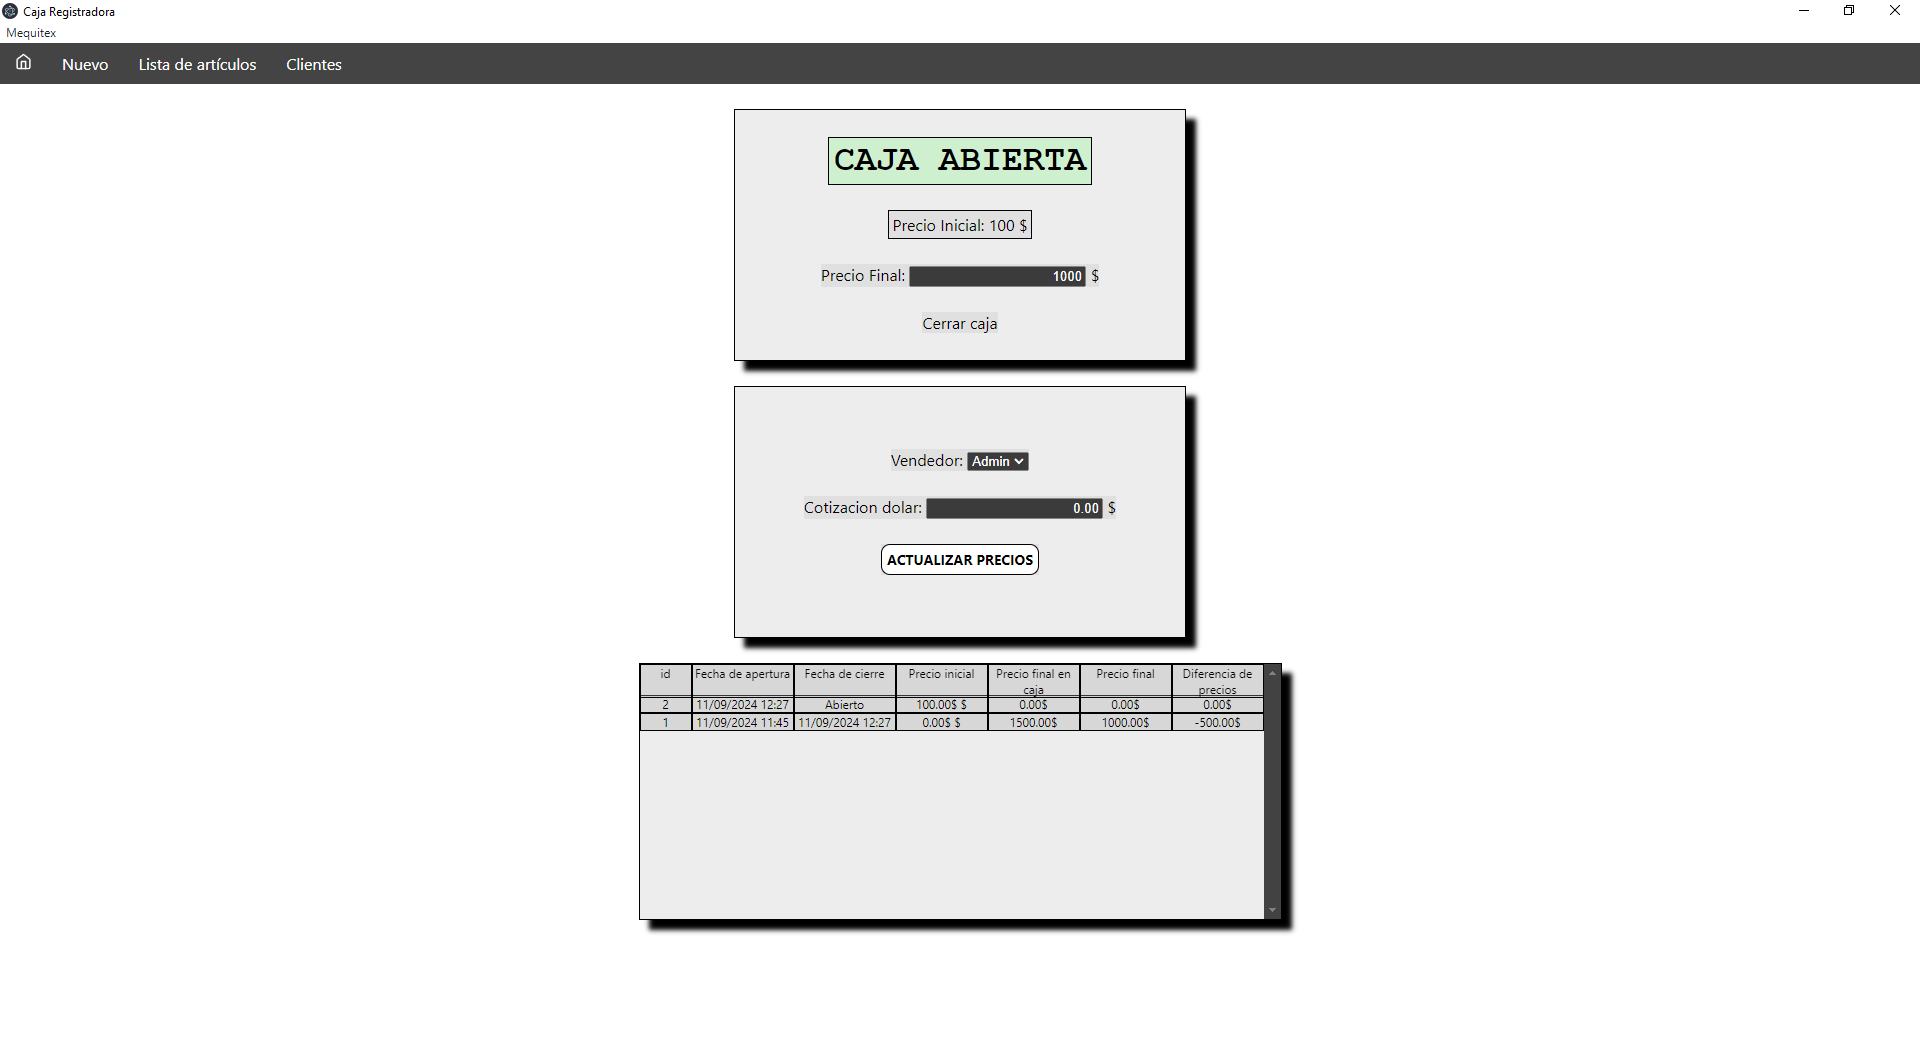 Caja Registradora
Mequitex
Nuevo Lista de artículos Clientes
CAJA ABIERTA
Precio Inicial: 100 $
Precio Final: 1000 $
Cerrar caja
Vendedor: Admin
Cotizacion dolar: 0.00 $
ACTUALIZAR PRECIOS
id Fecha de apertura Fecha de cierre Precio inicial Precio final en caja Precio final Diferencia de precios
2 11/09/2024 12:27 Abierto 100.00$ $ 0.00$ 0.00$ 0.00$
1 11/09/2024 11:45 11/09/2024 12:27 0.00$ $ 1500.00$ 1000.00$ -500.00$